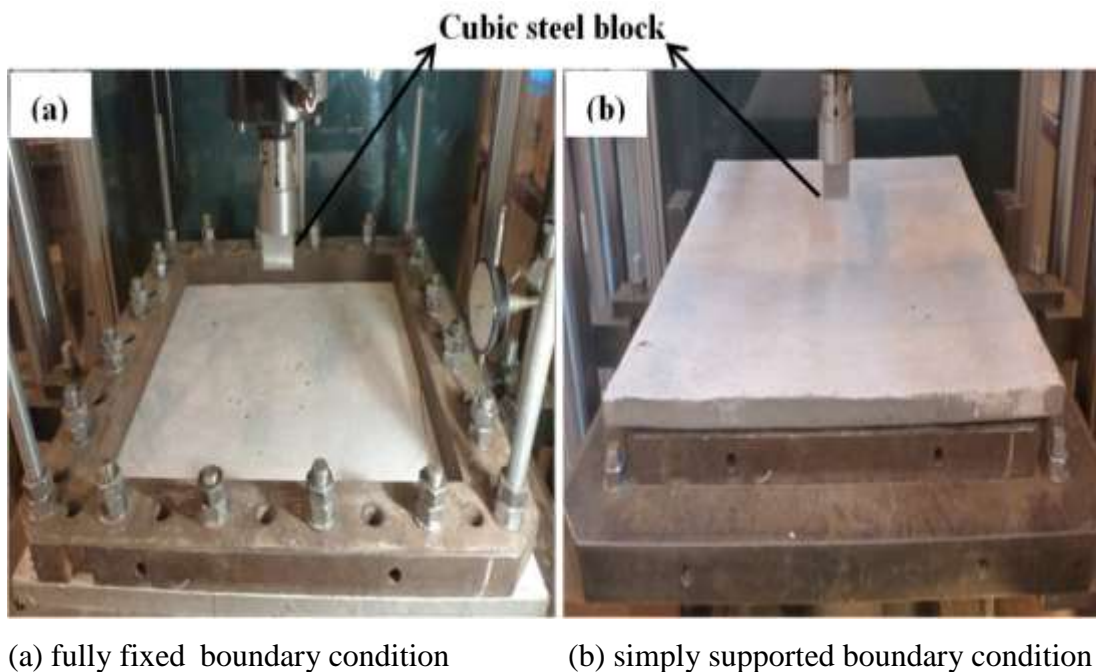 Cubic steel block
(a)
(b)
(a) fully fixed boundary condition
(b) simply supported boundary condition